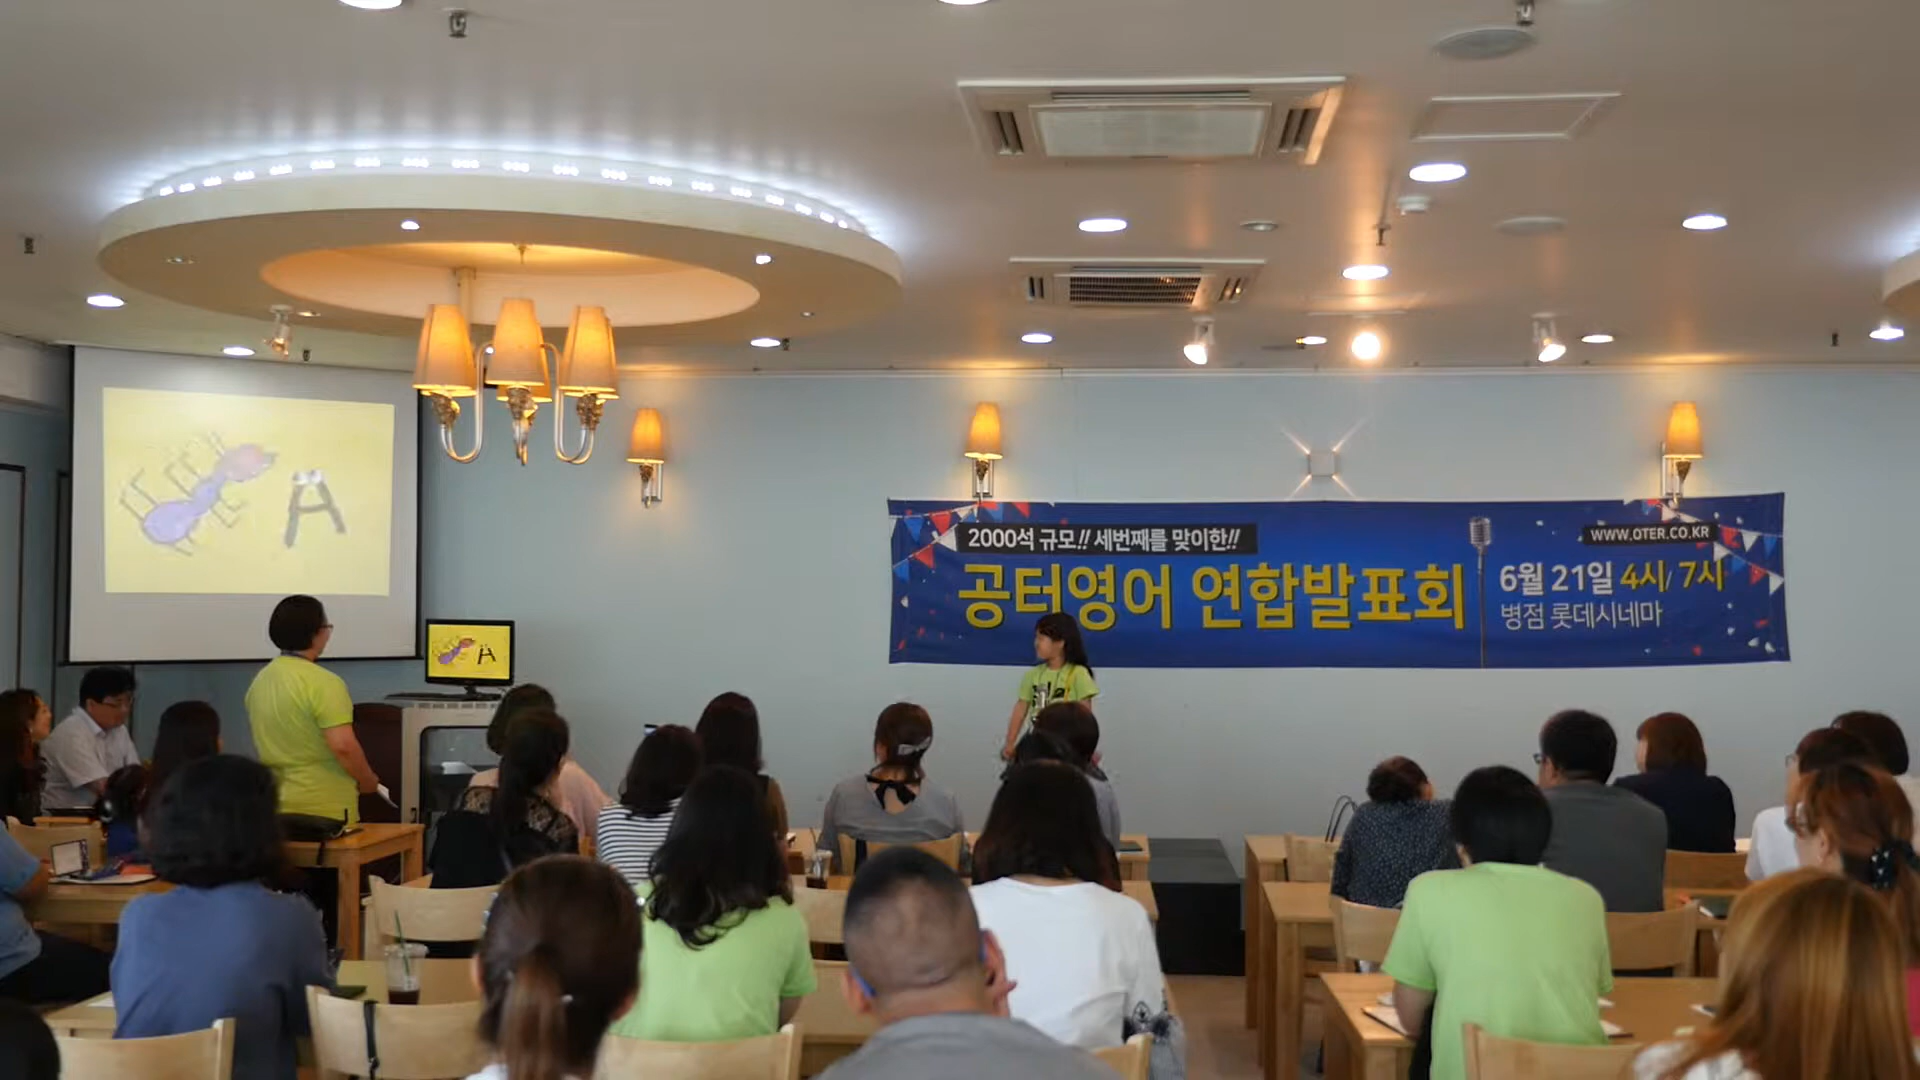 A
A
2000석 규모!! 세번째를 맞이한!!
공터영어 연합발표회
WWW.OTER.CO.KR
6월 21일 4시/7시
병점 롯데시네마